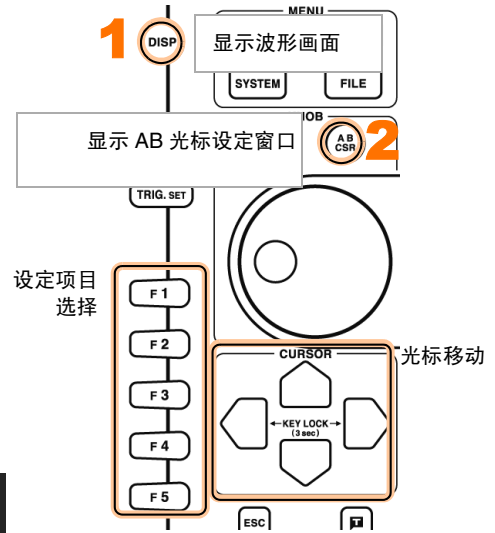 MENU
1
DISP
显示波形画面
SYSTEM
FILE
OB
显示 AB 光标设定窗口
A B
CSR
2
TRIG. SET
设定项目
选择
F 1
F 2
F 3
F 4
F 5
CURSOR
光标移动
←KEY LOCK→
(3 sec)
ESC
T